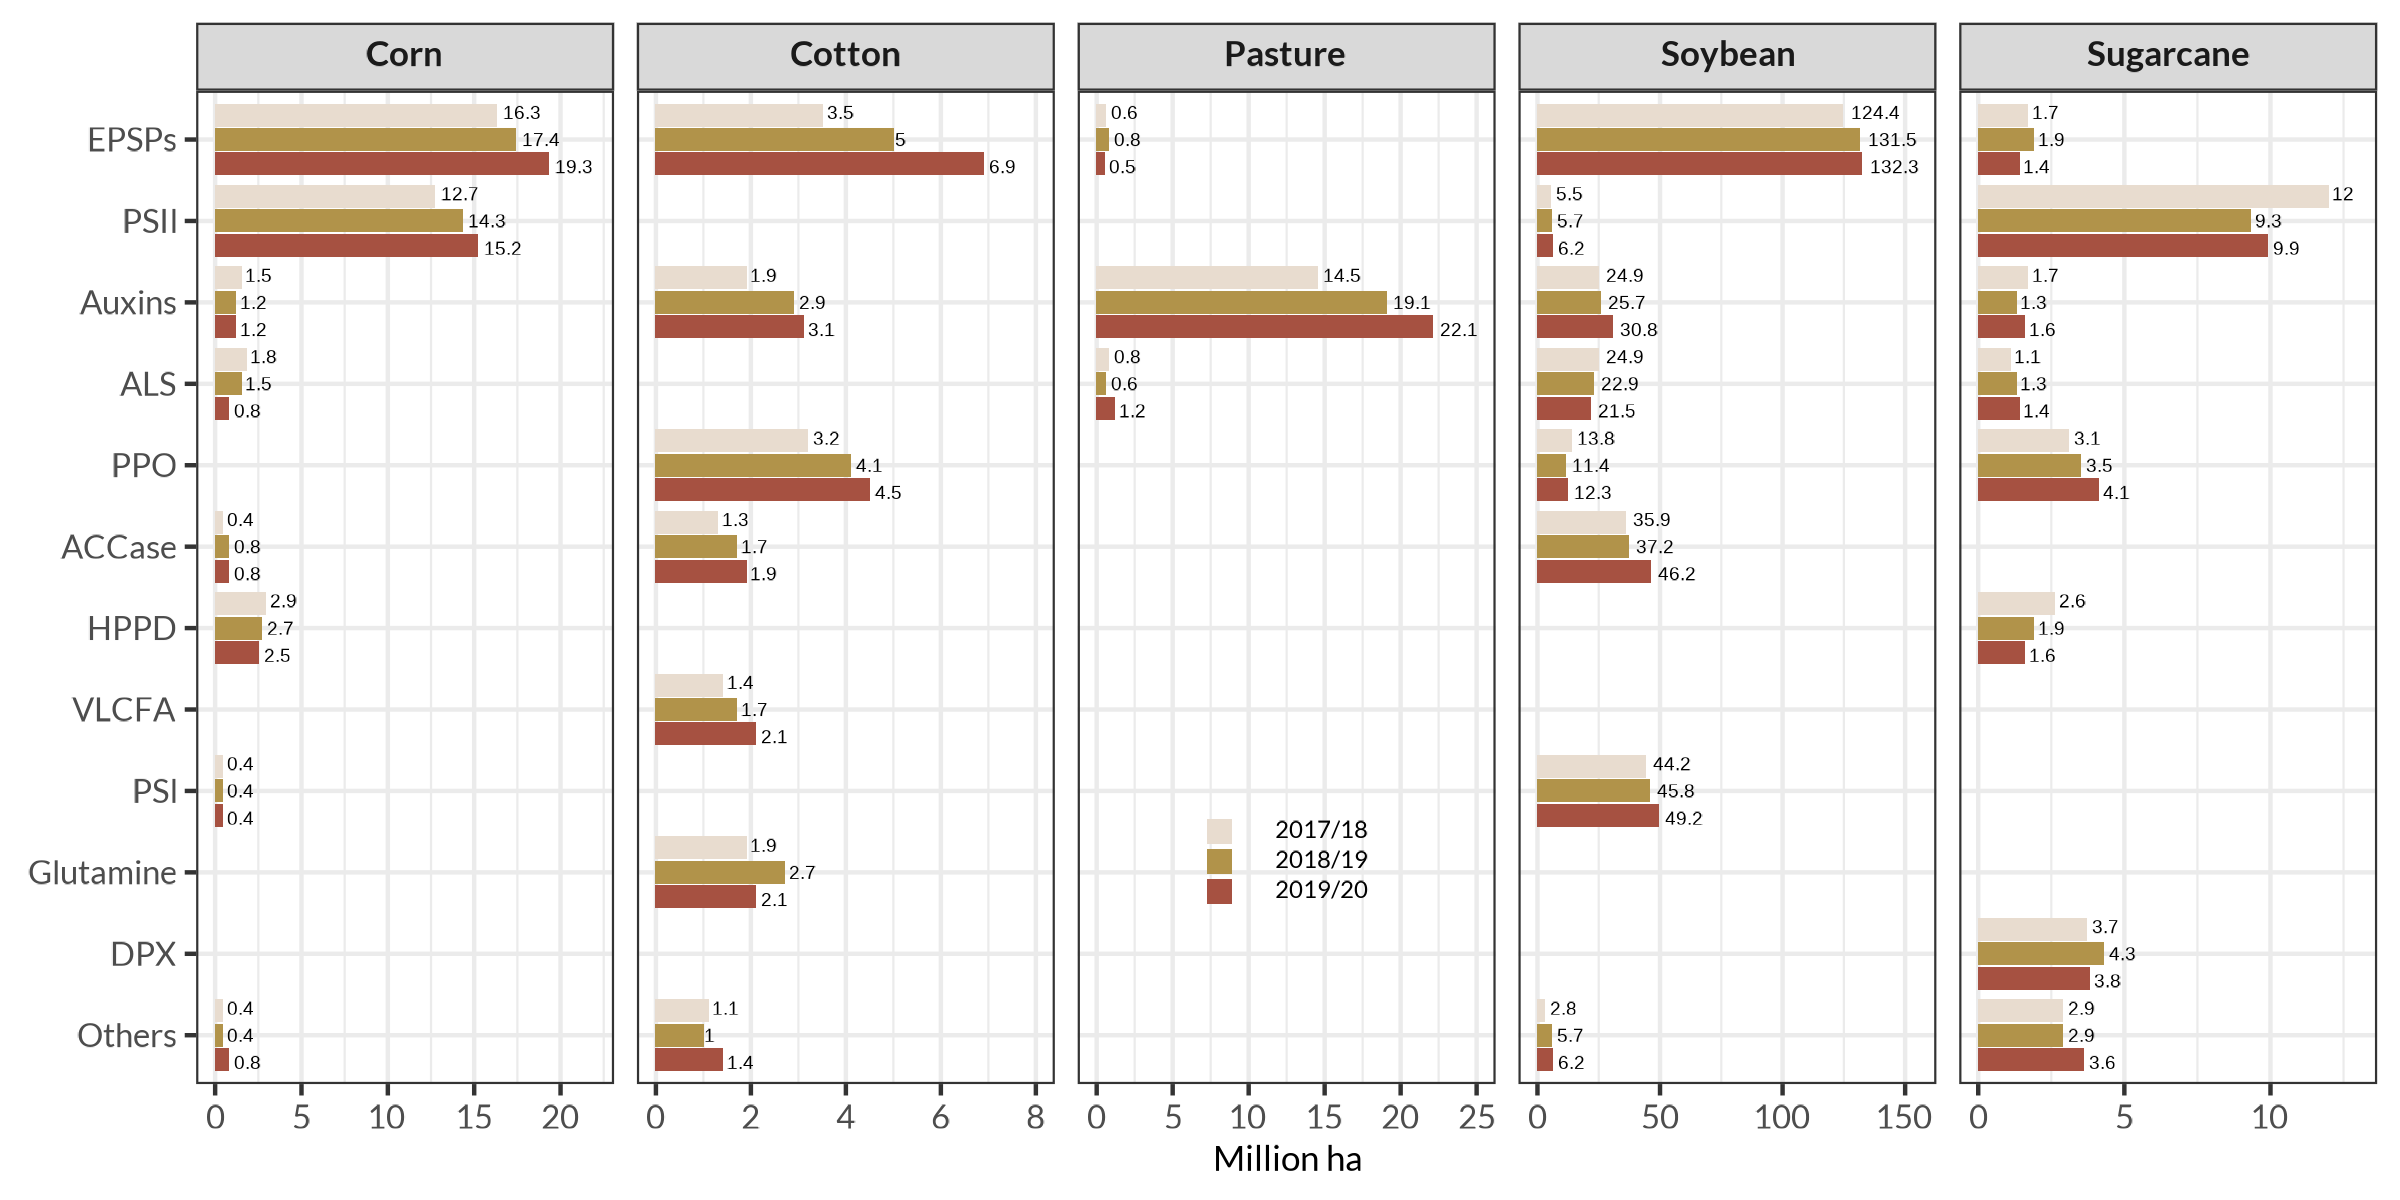 Corn Cotton Pasture Soybean Sugarcane
EPSPs
16.3 3.5 0.6 124.4 1.7
17.4 5 0.8 131.5 1.9
19.3 6.9 0.5 132.3 1.4
PSII
12.7 5.5 12
14.3 5.7 9.3
15.2 6.2 9.9
Auxins
1.5 1.9 14.5 24.9 1.7
1.2 2.9 19.1 25.7 1.3
1.2 3.1 22.1 30.8 1.6
ALS
1.8 0.8 24.9 1.1
1.5 0.6 22.9 1.3
0.8 1.2 21.5 1.4
PPO
3.2 13.8 3.1
4.1 11.4 3.5
4.5 12.3 4.1
ACCase
0.4 1.3 35.9
0.8 1.7 37.2
0.8 1.9 46.2
HPPD
2.9 2.6
2.7 1.9
2.5 1.6
VLCFA
1.4
1.7
2.1
PSI
0.4 44.2
0.4 45.8
0.4 49.2
2017/18
2018/19
2019/20
Glutamine
1.9
2.7
2.1
DPX
3.7
4.3
3.8
Others
0.4 1.1 2.8 2.9
0.4 1 5.7 2.9
0.8 1.4 6.2 3.6
0 5 10 15 20 0 2 4 6 8 0 5 10 15 20 25 0 50 100 150 0 5 10
Million ha